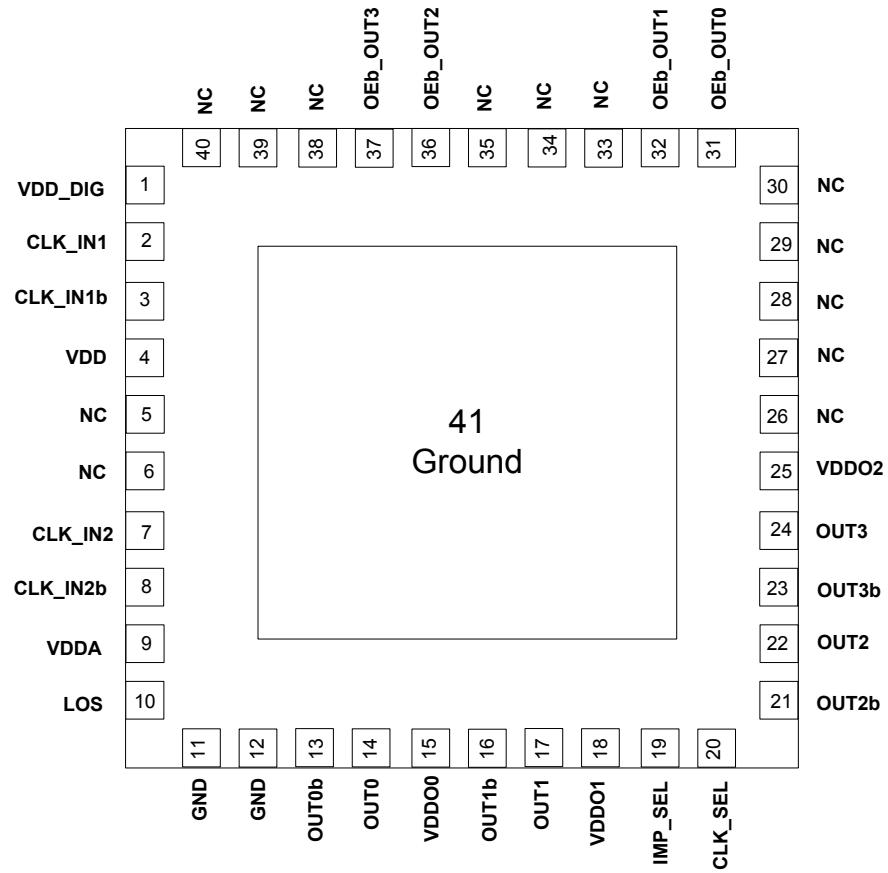 OEb_OUT3
OEb_OUT2
OEb_OUT1
OEb_OUT0
NC
NC
NC
NC
NC
NC
40
39
38
37
36
35
34
33
32
31
VDD_DIG 1
CLK_IN1 2
CLK_IN1b 3
VDD 4
NC 5
NC 6
CLK_IN2 7
CLK_IN2b 8
VDDA 9
LOS 10
41
Ground
30 NC
29 NC
28 NC
27 NC
26 NC
25 VDDO2
24 OUT3
23 OUT3b
22 OUT2
21 OUT2b
11
12
13
14
15
16
17
18
19
20
GND
GND
OUT0b
OUT0
VDDO0
OUT1b
OUT1
VDDO1
IMP_SEL
CLK_SEL